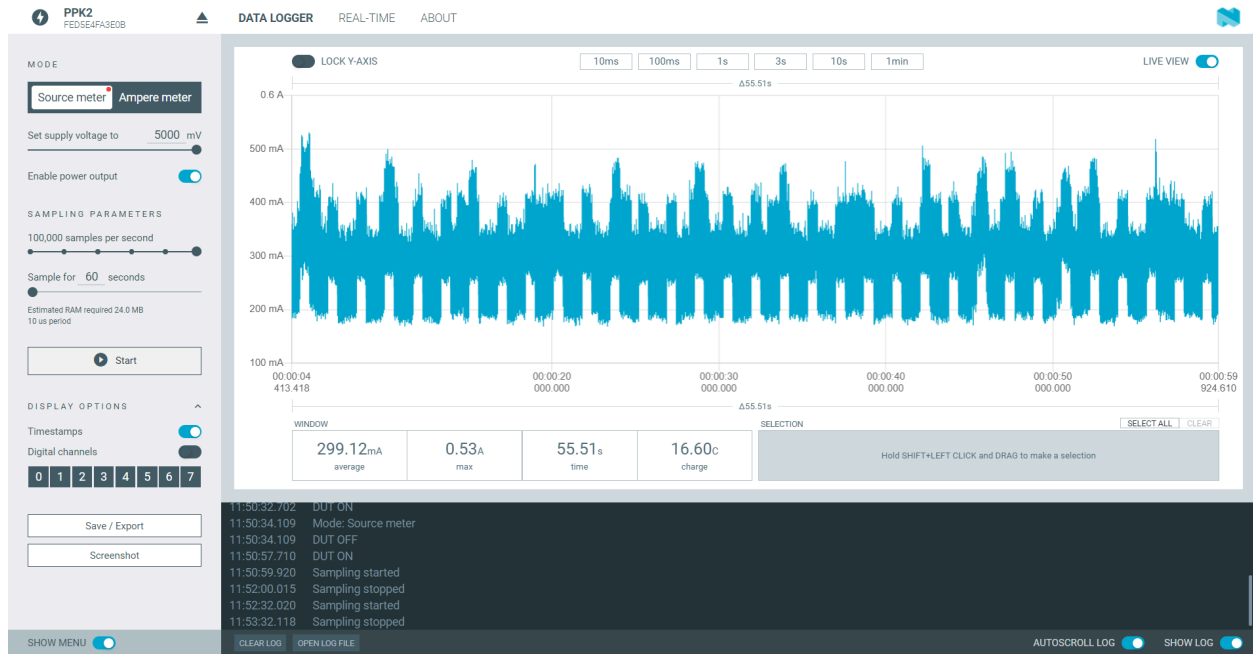 PPK2
FED5E4FA3E0B
DATA LOGGER
REAL-TIME
ABOUT
MODE
Source meter
Ampere meter
Set supply voltage to 5000 mV
Enable power output
SAMPLING PARAMETERS
100,000 samples per second
Sample for 60 seconds
Estimated RAM required 24.0 MB
10 us period
Start
DISPLAY OPTIONS
Timestamps
Digital channels
0 1 2 3 4 5 6 7
Save / Export
Screenshot
SHOW MENU
LOCK Y-AXIS
10ms
100ms
1s
3s
10s
1min
LIVE VIEW
Δ55.51s
0.6 A
500 mA
400 mA
300 mA
200 mA
100 mA
00:00:04
413.418
00:00:20
000.000
00:00:30
000.000
00:00:40
000.000
00:00:50
000.000
00:00:59
924.610
Δ55.51s
WINDOW
299.12mA
average
0.53A
max
55.51s
time
16.60C
charge
SELECTION
SELECT ALL
CLEAR
Hold SHIFT+LEFT CLICK and DRAG to make a selection
11:50:32.702 DUT ON
11:50:34.109 Mode: Source meter
11:50:34.109 DUT OFF
11:50:57.710 DUT ON
11:50:59.920 Sampling started
11:52:00.015 Sampling stopped
11:52:32.020 Sampling started
11:53:32.118 Sampling stopped
CLEAR LOG
OPEN LOG FILE
AUTOSCROLL LOG
SHOW LOG